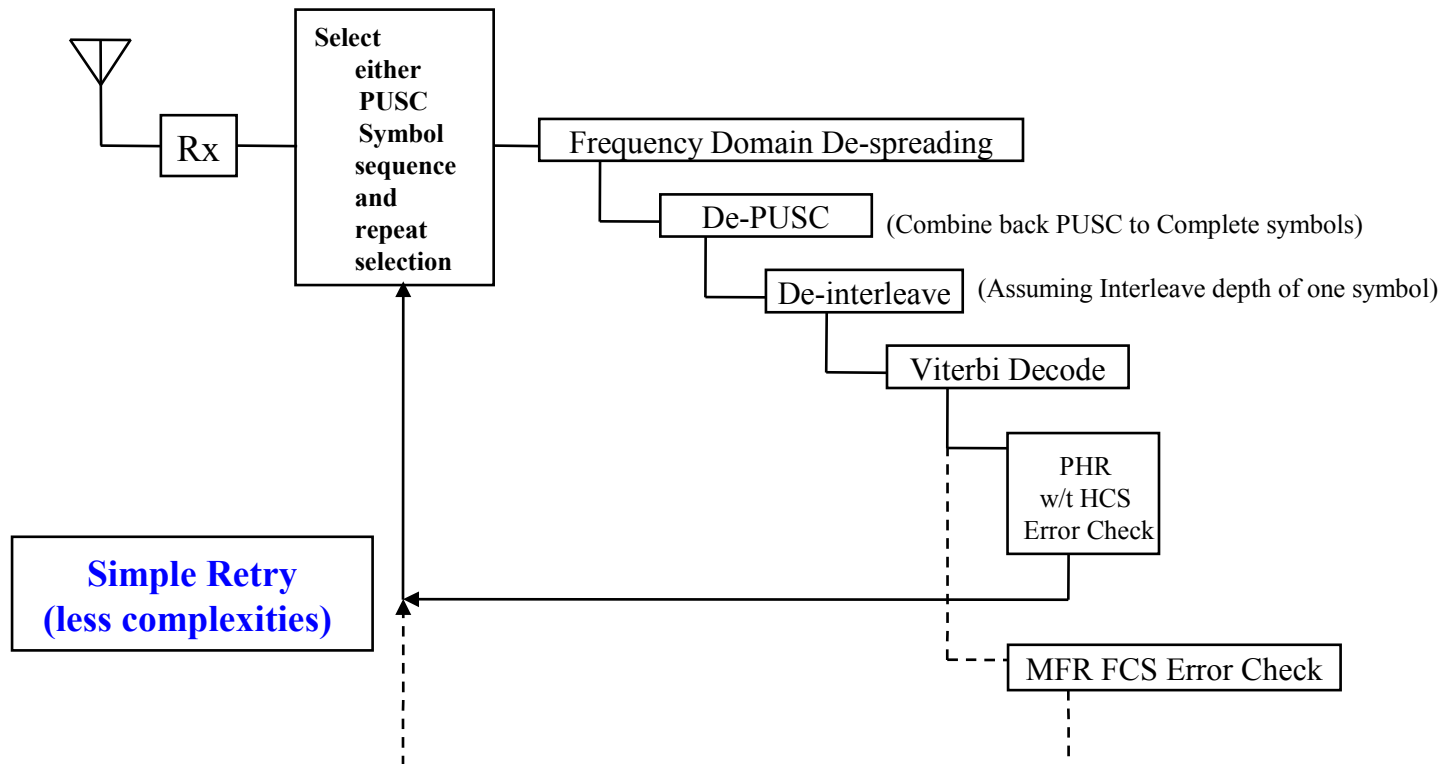 Select
either
PUSC
Symbol
sequence
and
repeat
selection
Rx
Frequency Domain De-spreading
De-PUSC
(Combine back PUSC to Complete symbols)
De-interleave
(Assuming Interleave depth of one symbol)
Viterbi Decode
PHR
w/t HCS
Error Check
Simple Retry
(less complexities)
MFR FCS Error Check